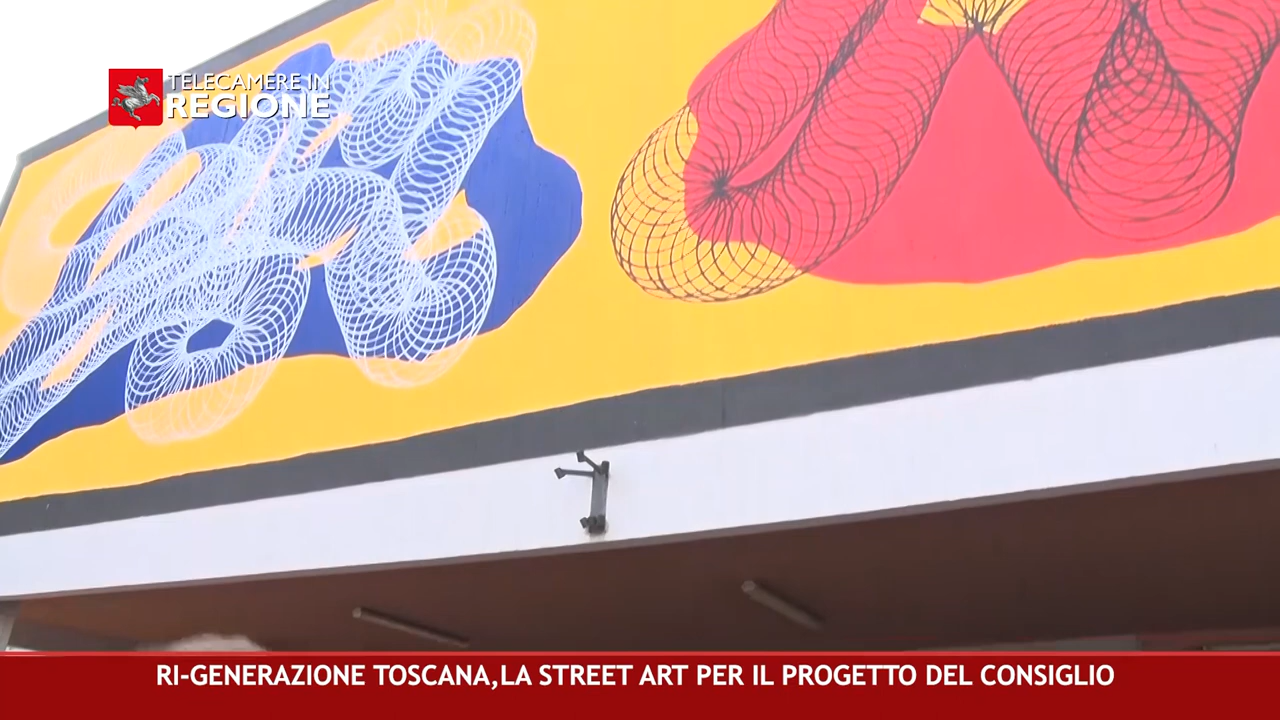 TELECAMERE IN
REGIONE
RI-GENERAZIONE TOSCANA,LA STREET ART PER IL PROGETTO DEL CONSIGLIO